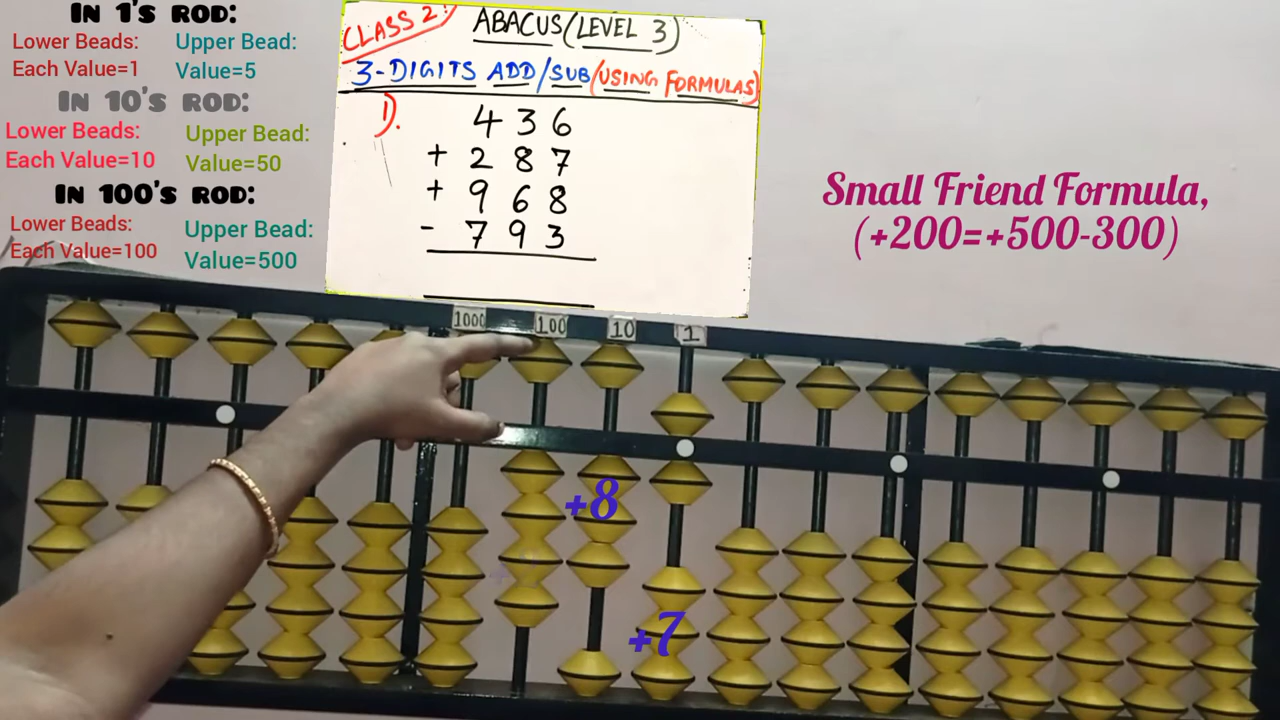 IN 1'S ROD:
Lower Beads: Upper Bead:
Each Value=1 Value=5
IN 10'S ROD:
Lower Beads: Upper Bead:
Each Value=10 Value=50
IN 100'S ROD:
Lower Beads: Upper Bead:
Each Value=100 Value=500
CLASS 2:
ABACUS (LEVEL 3)
3-DIGITS ADD/SUB (USING FORMULAS)
1). 436
+ 287
+ 968
- 793
Small Friend Formula,
(+200=+500-300)
1000 100 10 1
+8
+7